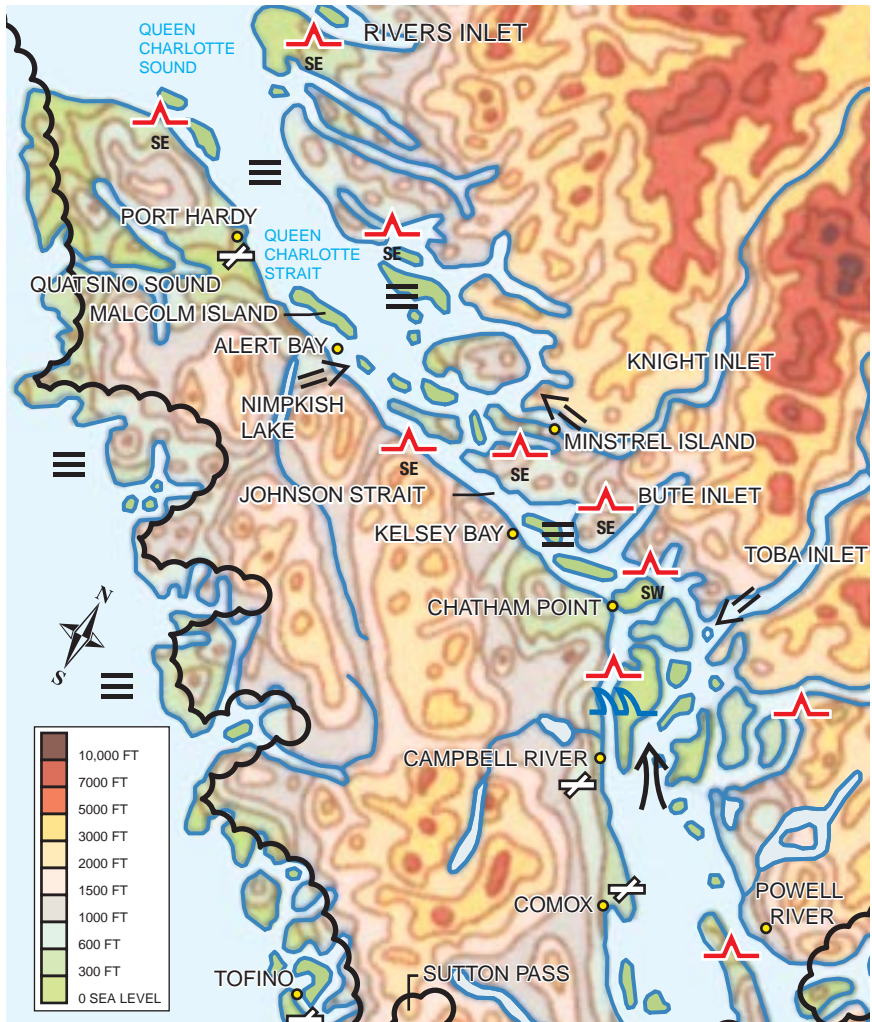 QUEEN
CHARLOTTE
SOUND
RIVERS INLET
SE
SE
PORT HARDY
QUEEN
CHARLOTTE
STRAIT
SE
QUATSINO SOUND
MALCOLM ISLAND
ALERT BAY
KNIGHT INLET
NIMPKISH
LAKE
MINSTREL ISLAND
SE
SE
JOHNSON STRAIT
BUTE INLET
SE
KELSEY BAY
TOBA INLET
SW
CHATHAM POINT
N
S
CAMPBELL RIVER
10,000 FT
7000 FT
5000 FT
3000 FT
2000 FT
1500 FT
1000 FT
600 FT
300 FT
0 SEA LEVEL
COMOX
POWELL
RIVER
SUTTON PASS
TOFINO